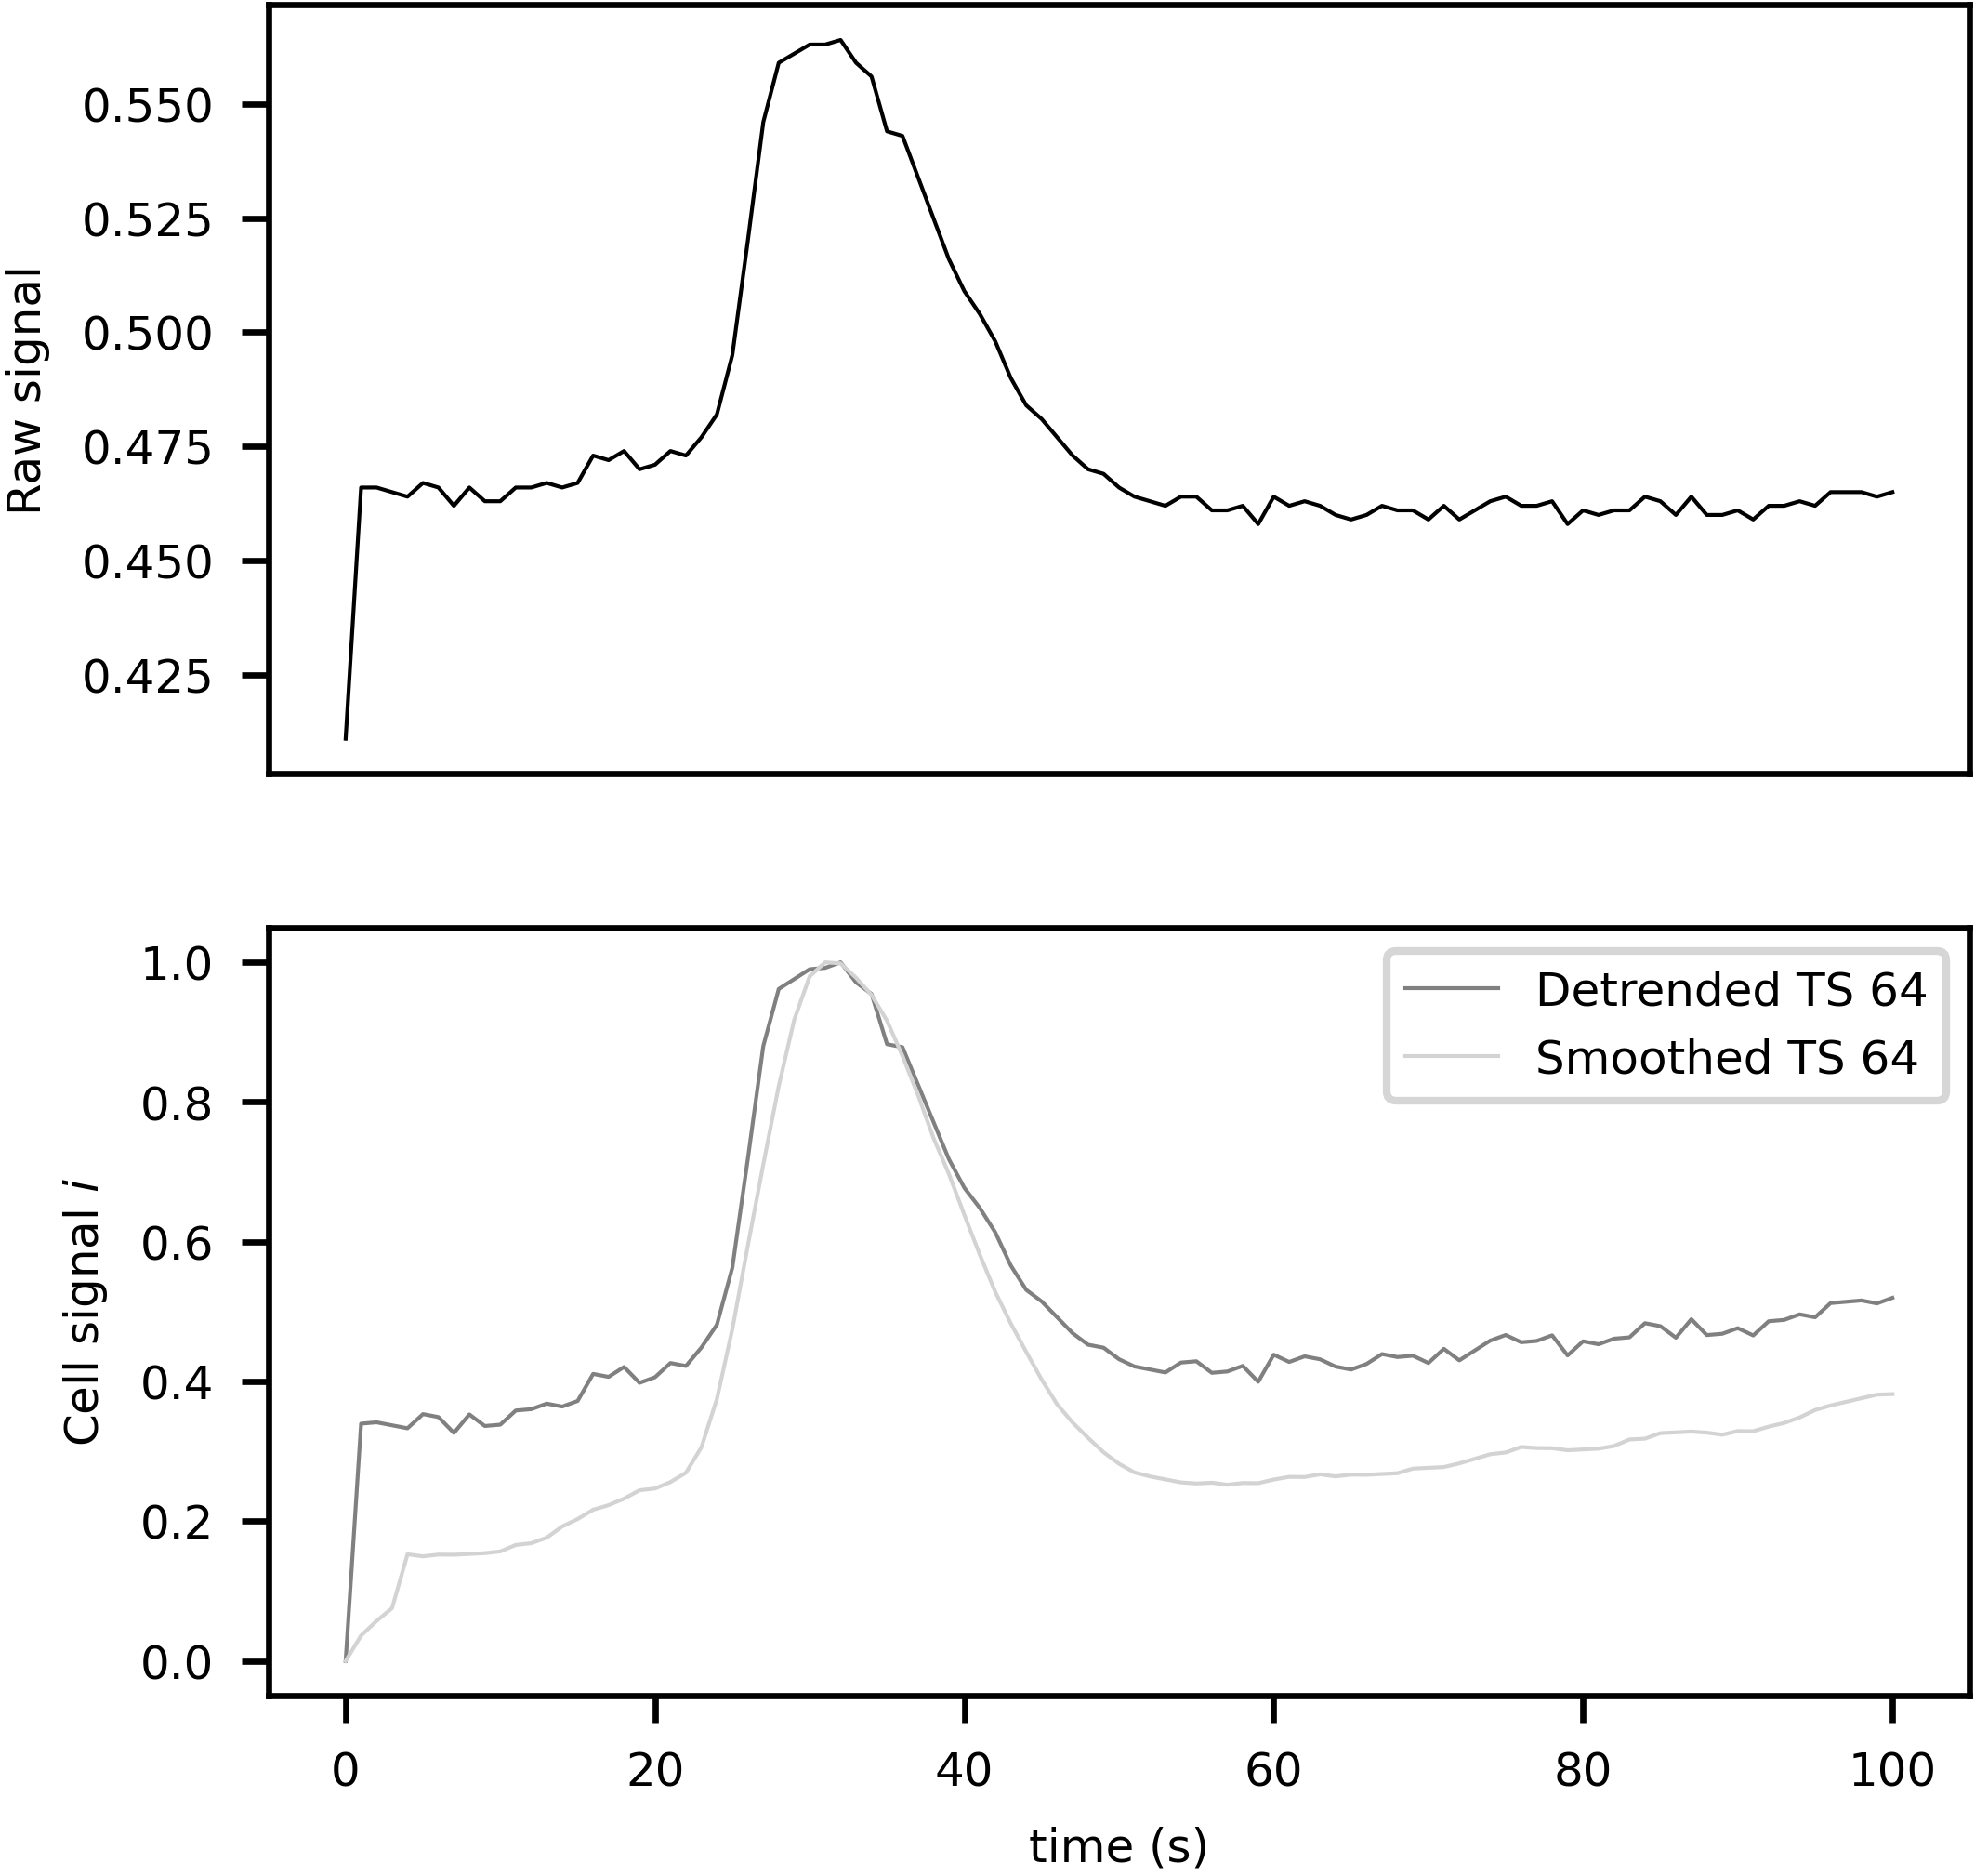 Raw signal
0.550
0.525
0.500
0.475
0.450
0.425
Cell signal i
1.0
0.8
0.6
0.4
0.2
0.0
Detrended TS 64
Smoothed TS 64
0 20 40 60 80 100
time (s)